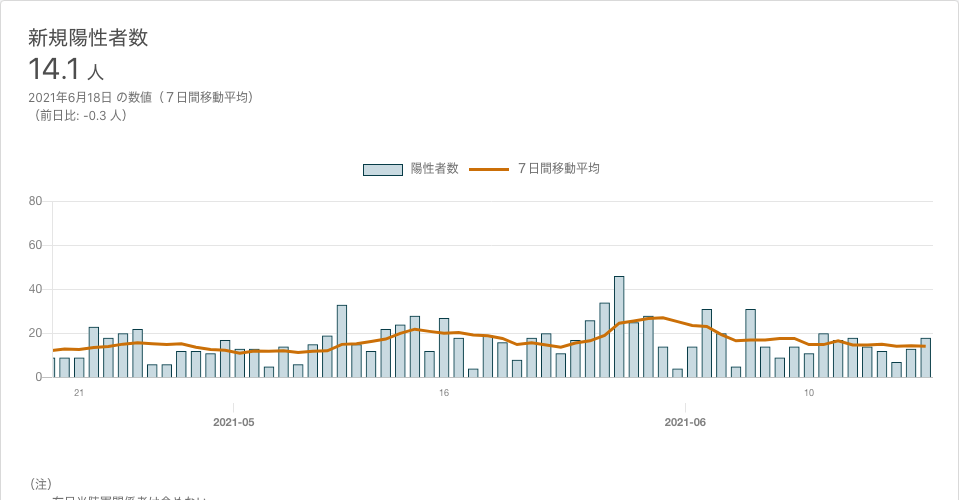 新規陽性者数
14.1 人
2021年6月18日 の数値（７日間移動平均）
（前日比: -0.3 人）
陽性者数 ７日間移動平均
80
60
40
20
0
21 16 10
2021-05 2021-06
（注）